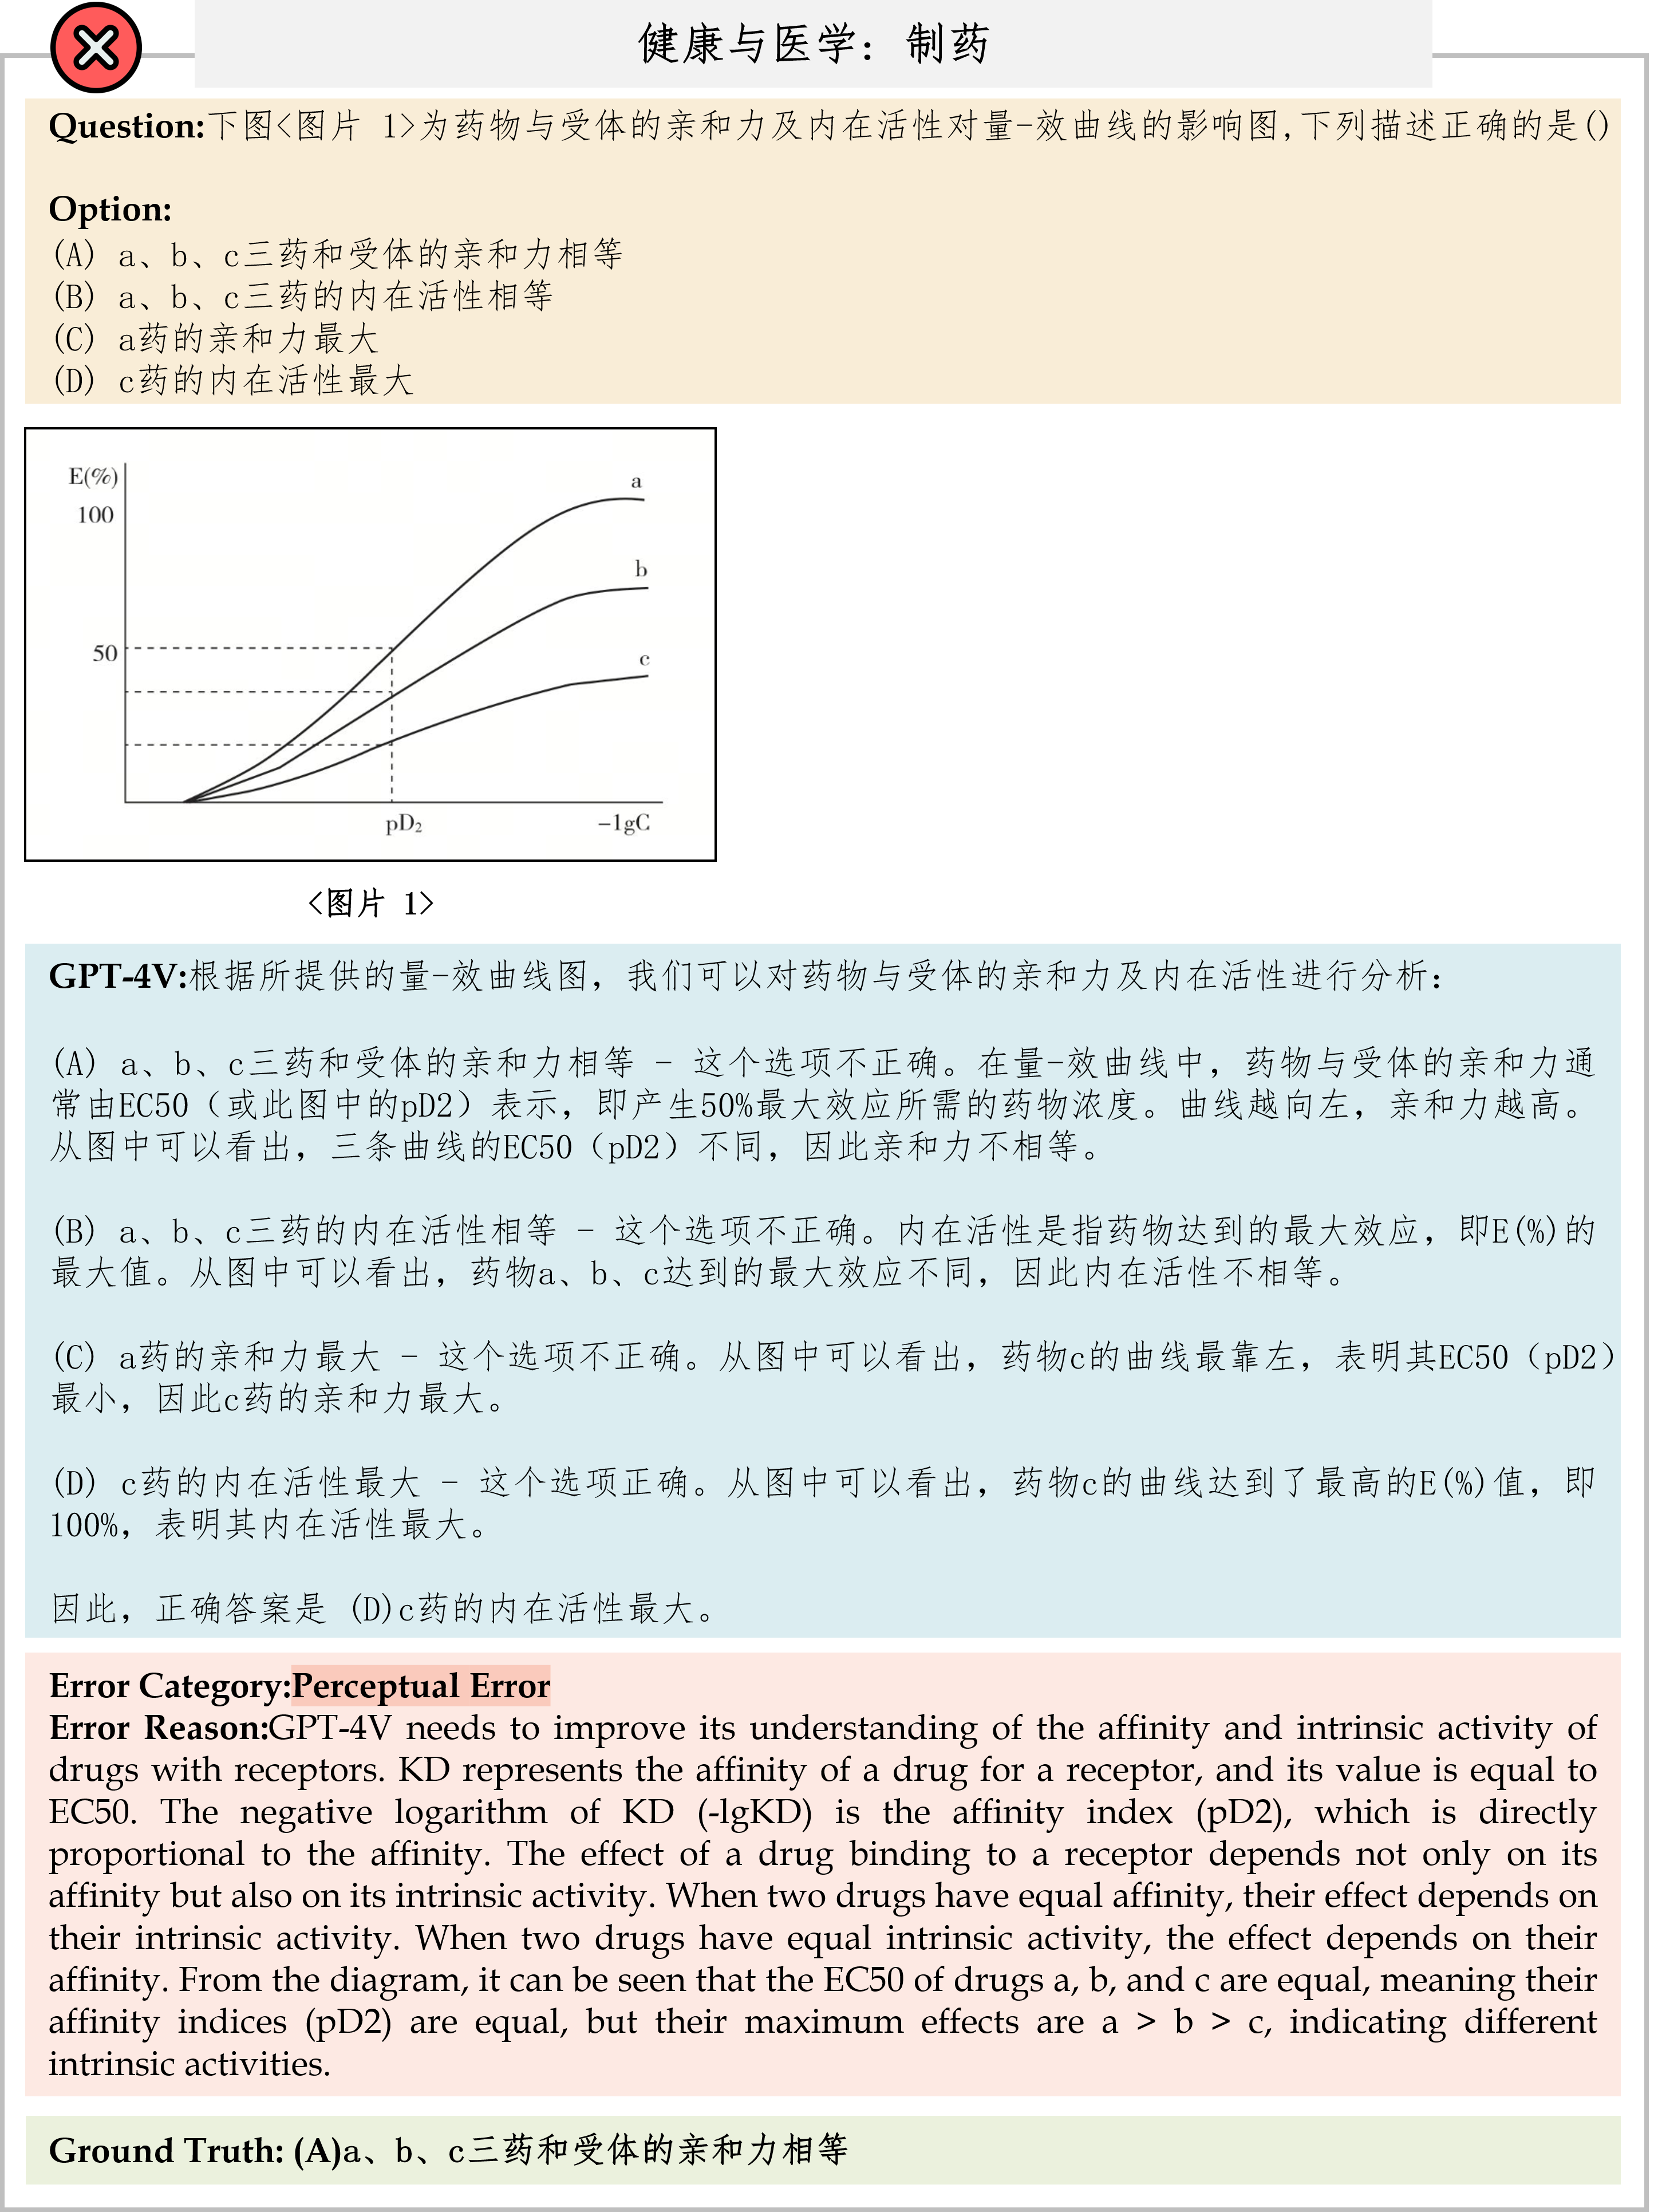 健康与医学：制药
Question:下图<图片 1>为药物与受体的亲和力及内在活性对量-效曲线的影响图,下列描述正确的是()
Option:
(A) a、b、c三药和受体的亲和力相等
(B) a、b、c三药的内在活性相等
(C) a药的亲和力最大
(D) c药的内在活性最大
E(%)
a
100
b
50
c
pD₂
-1gC
<图片 1>
GPT-4V:根据所提供的量-效曲线图，我们可以对药物与受体的亲和力及内在活性进行分析：
(A) a、b、c三药和受体的亲和力相等 - 这个选项不正确。在量-效曲线中，药物与受体的亲和力通
常由EC50（或此图中的pD2）表示，即产生50%最大效应所需的药物浓度。曲线越向左，亲和力越高。
从图中可以看出，三条曲线的EC50（pD2）不同，因此亲和力不相等。
(B) a、b、c三药的内在活性相等 - 这个选项不正确。内在活性是指药物达到的最大效应，即E(%)的
最大值。从图中可以看出，药物a、b、c达到的最大效应不同，因此内在活性不相等。
(C) a药的亲和力最大 - 这个选项不正确。从图中可以看出，药物c的曲线最靠左，表明其EC50（pD2）
最小，因此c药的亲和力最大。
(D) c药的内在活性最大 - 这个选项正确。从图中可以看出，药物c的曲线达到了最高的E(%)值，即
100%，表明其内在活性最大。
因此，正确答案是 (D)c药的内在活性最大。
Error Category:Perceptual Error
Error Reason:GPT-4V needs to improve its understanding of the affinity and intrinsic activity of
drugs with receptors. KD represents the affinity of a drug for a receptor, and its value is equal to
EC50. The negative logarithm of KD (-lgKD) is the affinity index (pD2), which is directly
proportional to the affinity. The effect of a drug binding to a receptor depends not only on its
affinity but also on its intrinsic activity. When two drugs have equal affinity, their effect depends on
their intrinsic activity. When two drugs have equal intrinsic activity, the effect depends on their
affinity. From the diagram, it can be seen that the EC50 of drugs a, b, and c are equal, meaning their
affinity indices (pD2) are equal, but their maximum effects are a > b > c, indicating different
intrinsic activities.
Ground Truth: (A)a、b、c三药和受体的亲和力相等